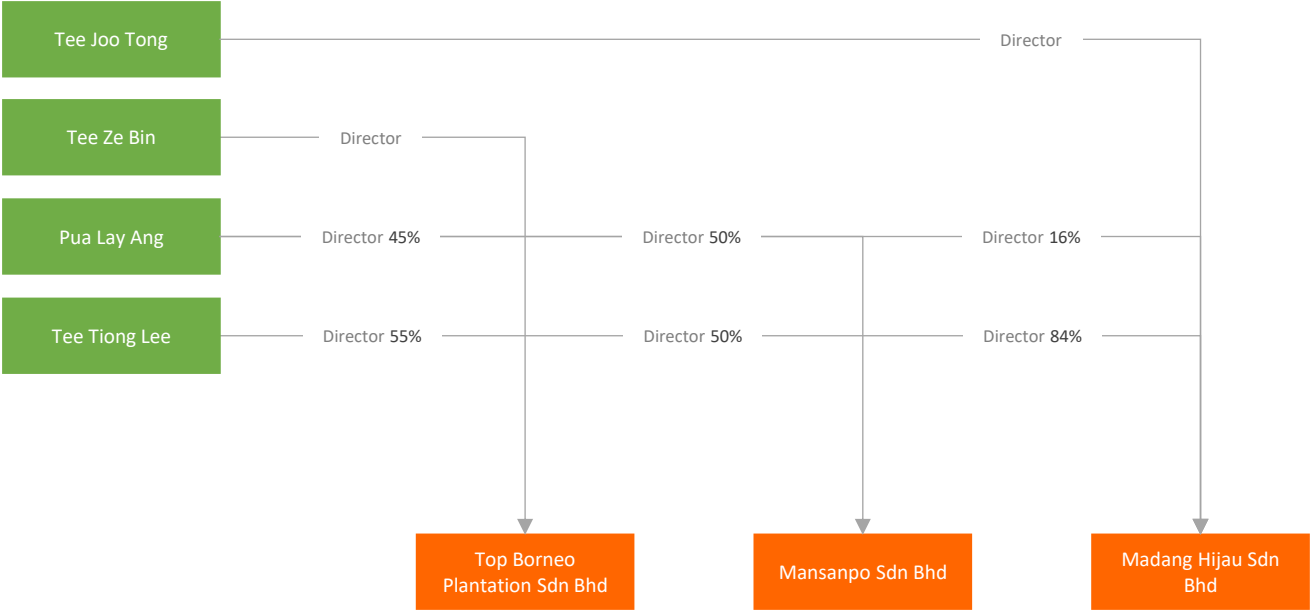 Tee Joo Tong
Director
Tee Ze Bin
Director
Pua Lay Ang
Director 45%
Director 50%
Director 16%
Tee Tiong Lee
Director 55%
Director 50%
Director 84%
Top Borneo
Plantation Sdn Bhd
Mansanpo Sdn Bhd
Madang Hijau Sdn
Bhd